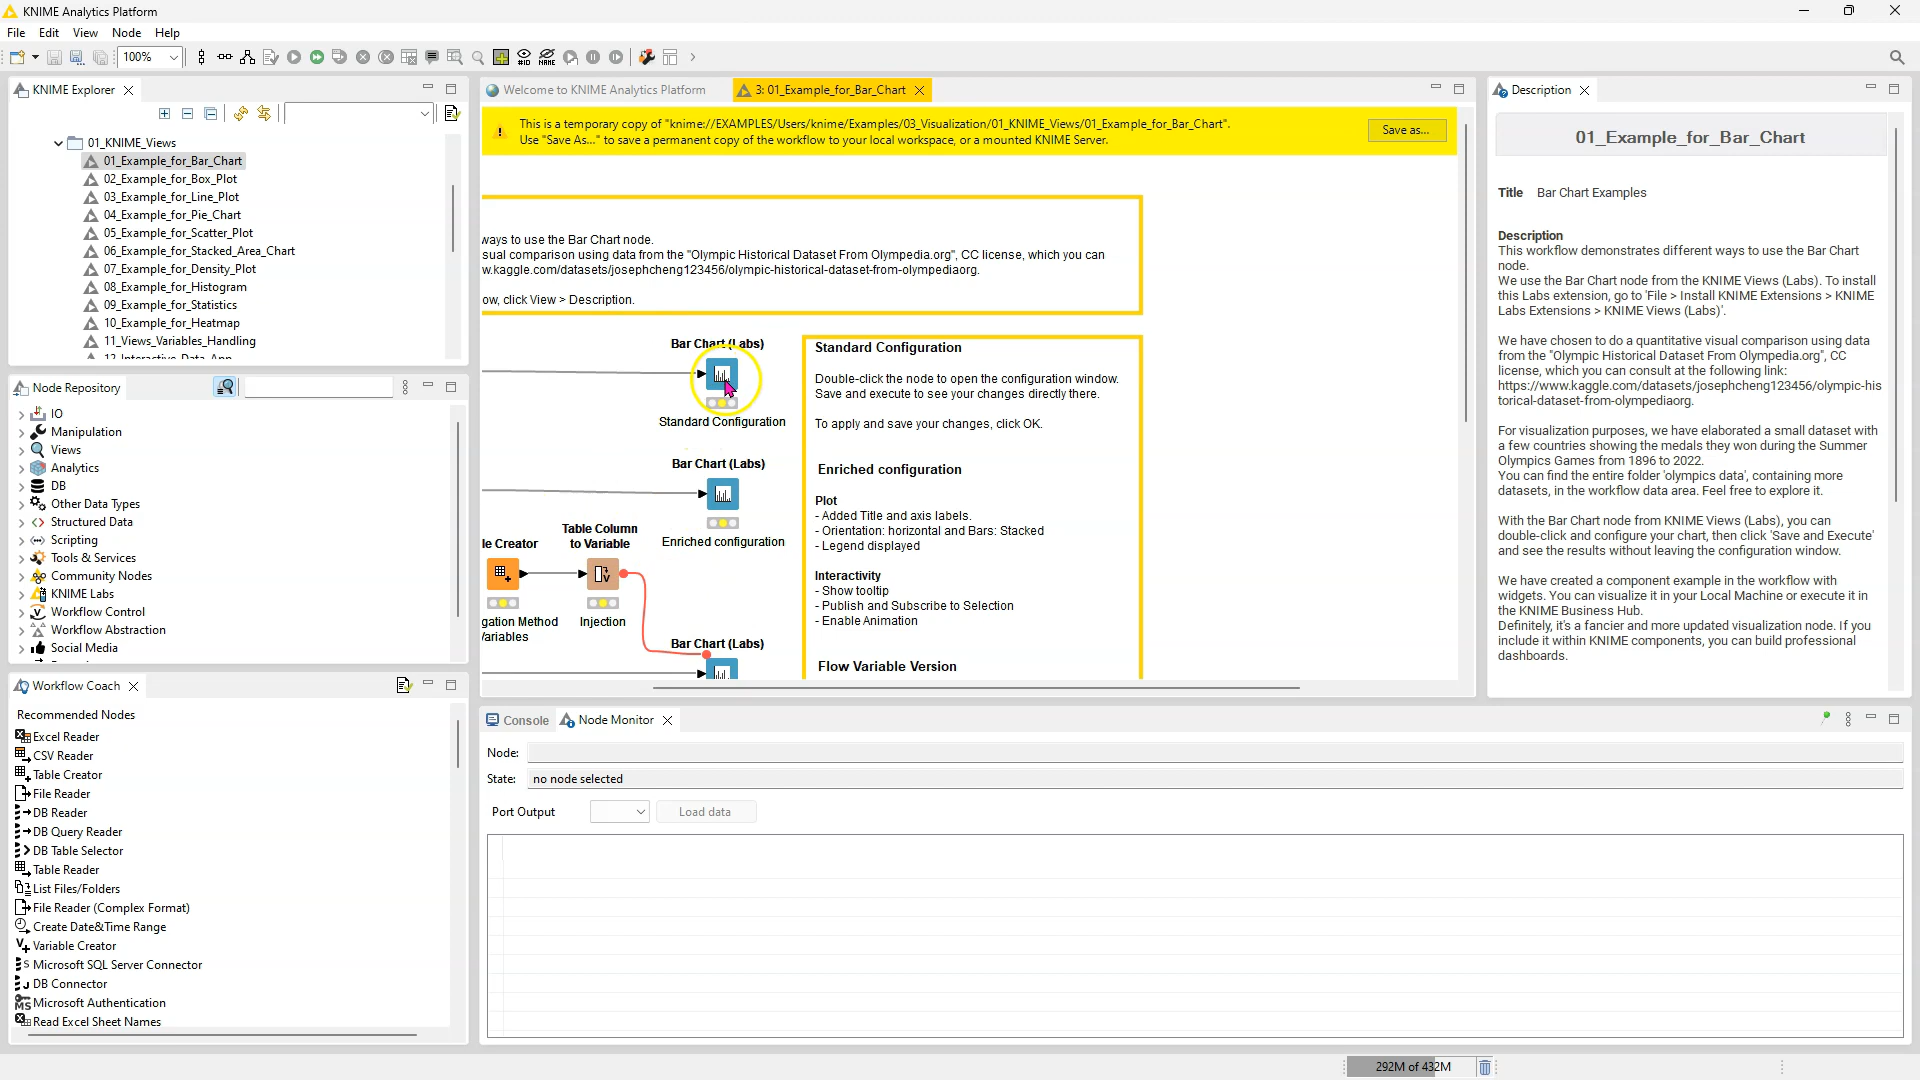 KNIME Analytics Platform
File Edit View Node Help
100%
#ID
NAME
KNIME Explorer
01_KNIME_Views
01_Example_for_Bar_Chart
02_Example_for_Box_Plot
03_Example_for_Line_Plot
04_Example_for_Pie_Chart
05_Example_for_Scatter_Plot
06_Example_for_Stacked_Area_Chart
07_Example_for_Density_Plot
08_Example_for_Histogram
09_Example_for_Statistics
10_Example_for_Heatmap
11_Views_Variables_Handling
Node Repository
IO
Manipulation
Views
Analytics
DB
Other Data Types
Structured Data
Scripting
Tools & Services
Community Nodes
KNIME Labs
Workflow Control
Workflow Abstraction
Social Media
Workflow Coach
Recommended Nodes
Excel Reader
CSV Reader
Table Creator
File Reader
DB Reader
DB Query Reader
DB Table Selector
Table Reader
List Files/Folders
File Reader (Complex Format)
Create Date&Time Range
Variable Creator
Microsoft SQL Server Connector
DB Connector
Microsoft Authentication
Read Excel Sheet Names
Welcome to KNIME Analytics Platform
3: 01_Example_for_Bar_Chart
This is a temporary copy of "knime://EXAMPLES/Users/knime/Examples/03_Visualization/01_KNIME_Views/01_Example_for_Bar_Chart".
Use "Save As..." to save a permanent copy of the workflow to your local workspace, or a mounted KNIME Server.
Save as...
ways to use the Bar Chart node.
sual comparison using data from the "Olympic Historical Dataset From Olympedia.org", CC license, which you can
w.kaggle.com/datasets/josephcheng123456/olympic-historical-dataset-from-olympediaorg.
ow, click View > Description.
Bar Chart (Labs)
Standard Configuration
Bar Chart (Labs)
Enriched configuration
le Creator
Table Column
to Variable
gation Method
Variables
Injection
Bar Chart (Labs)
Standard Configuration
Double-click the node to open the configuration window.
Save and execute to see your changes directly there.
To apply and save your changes, click OK.
Enriched configuration
Plot
- Added Title and axis labels.
- Orientation: horizontal and Bars: Stacked
- Legend displayed
Interactivity
- Show tooltip
- Publish and Subscribe to Selection
- Enable Animation
Flow Variable Version
Description
01_Example_for_Bar_Chart
Title Bar Chart Examples
Description
This workflow demonstrates different ways to use the Bar Chart
node.
We use the Bar Chart node from the KNIME Views (Labs). To install
this Labs extension, go to 'File > Install KNIME Extensions > KNIME
Labs Extensions > KNIME Views (Labs)'.
We have chosen to do a quantitative visual comparison using data
from the "Olympic Historical Dataset From Olympedia.org", CC
license, which you can consult at the following link:
https://www.kaggle.com/datasets/josephcheng123456/olympic-his
torical-dataset-from-olympediaorg.
For visualization purposes, we have elaborated a small dataset with
a few countries showing the medals they won during the Summer
Olympics Games from 1896 to 2022.
You can find the entire folder 'olympics data', containing more
datasets, in the workflow data area. Feel free to explore it.
With the Bar Chart node from KNIME Views (Labs), you can
double-click and configure your chart, then click 'Save and Execute'
and see the results without leaving the configuration window.
We have created a component example in the workflow with
widgets. You can visualize it in your Local Machine or execute it in
the KNIME Business Hub.
Definitely, it's a fancier and more updated visualization node. If you
include it within KNIME components, you can build professional
dashboards.
Console
Node Monitor
Node:
State: no node selected
Port Output
Load data
292M of 432M